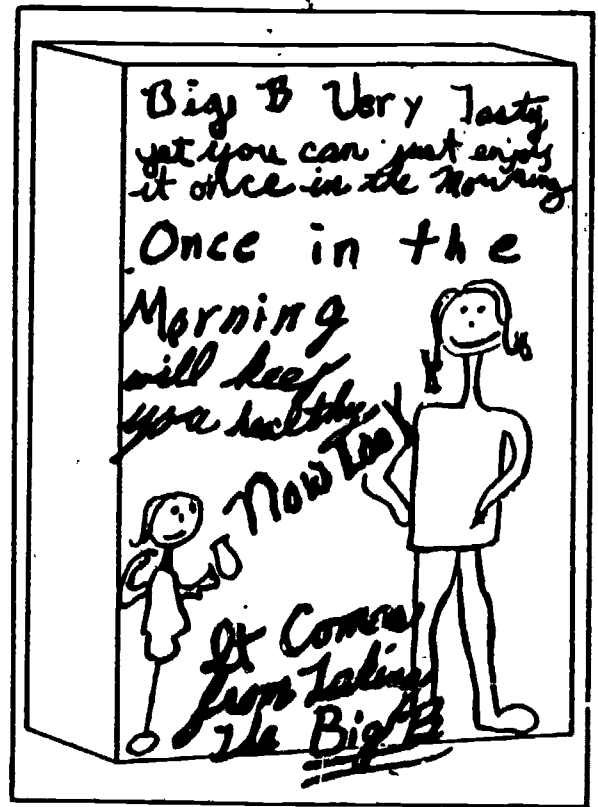 Big B Very Tasty
yet you can just enjoy
it once in the Morning
Once in the
Morning
will keep
you healthy
Now Too
It Comes
from Taking
The Big B